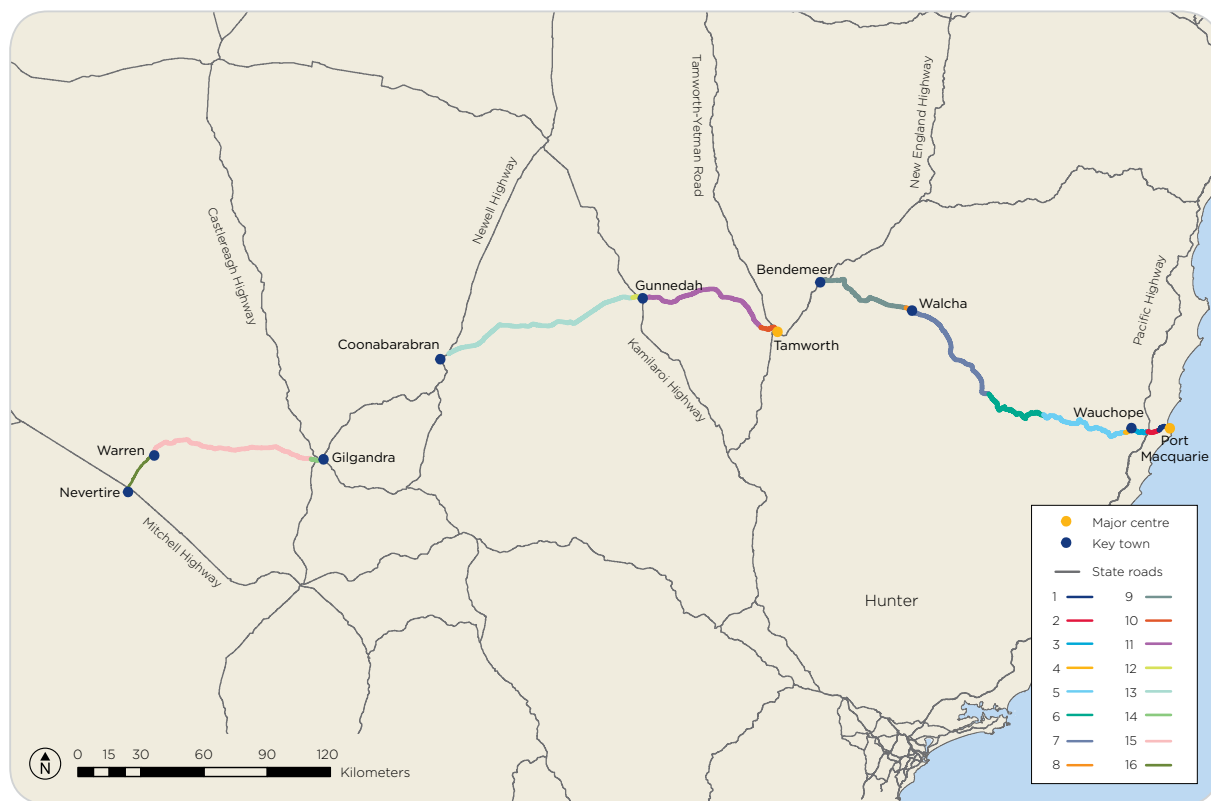 Tamworth-Yetman Road
New England Highway
Newell Highway
Castlereagh Highway
Pacific Highway
Bendemeer
Gunnedah
Walcha
Coonabarabran
Tamworth
Kamilaroi Highway
Wauchope
Port
Macquarie
Warren
Gilgandra
Nevertire
Mitchell Highway
Hunter
Major centre
Key town
State roads
1 9
2 10
3 11
4 12
5 13
6 14
7 15
8 16
N
0 15 30 60 90 120
Kilometers